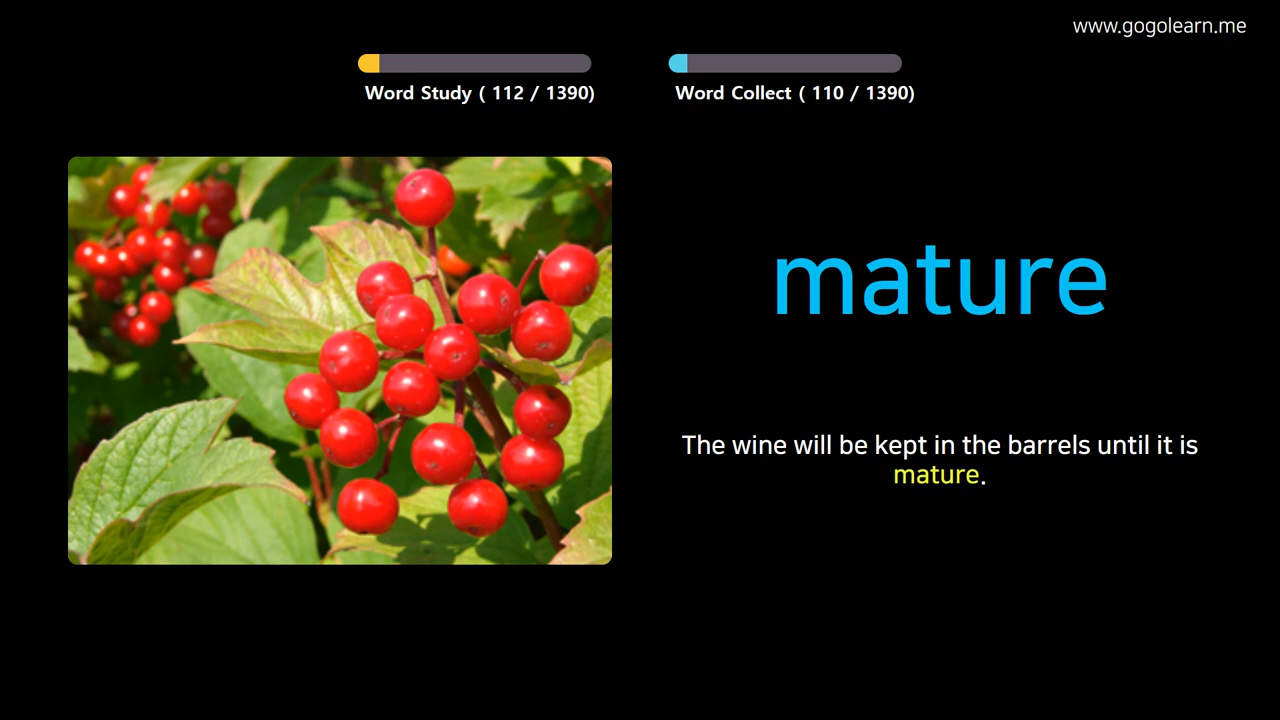 www.gogolearn.me
Word Study ( 112 / 1390)
Word Collect ( 110 / 1390)
mature
The wine will be kept in the barrels until it is
mature.